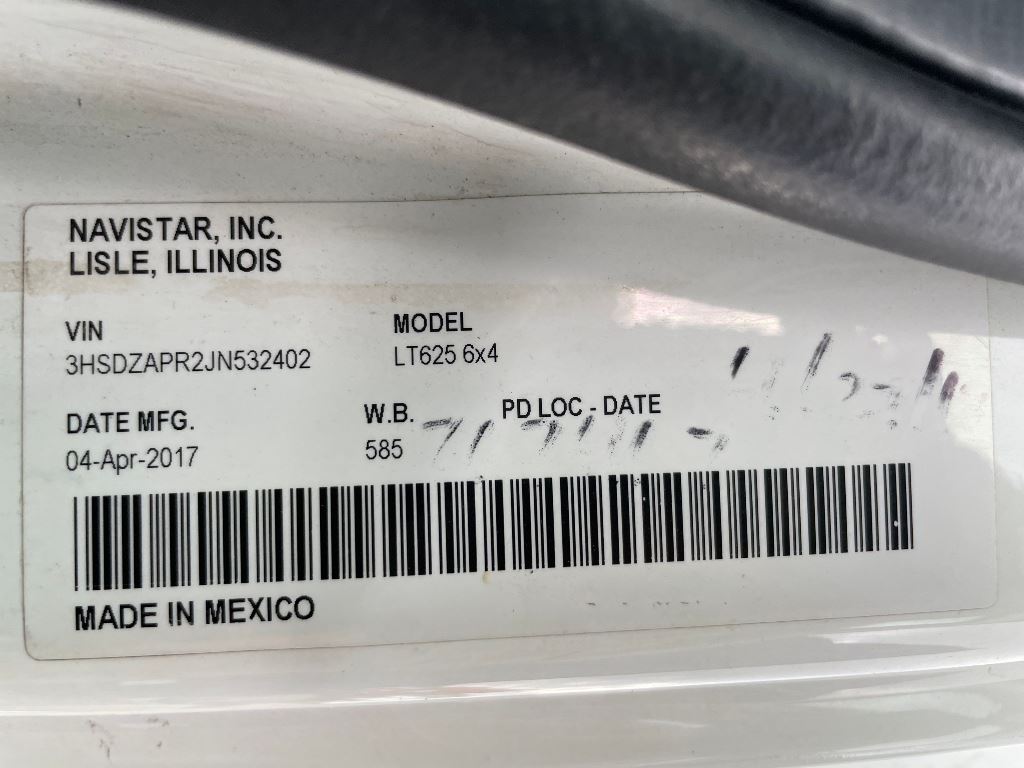 NAVISTAR, INC.
LISLE, ILLINOIS
VIN
MODEL
3HSDZAPR2JN532402
LT625 6x4
DATE MFG.
W.B.
PD LOC - DATE
04-Apr-2017
585
MADE IN MEXICO